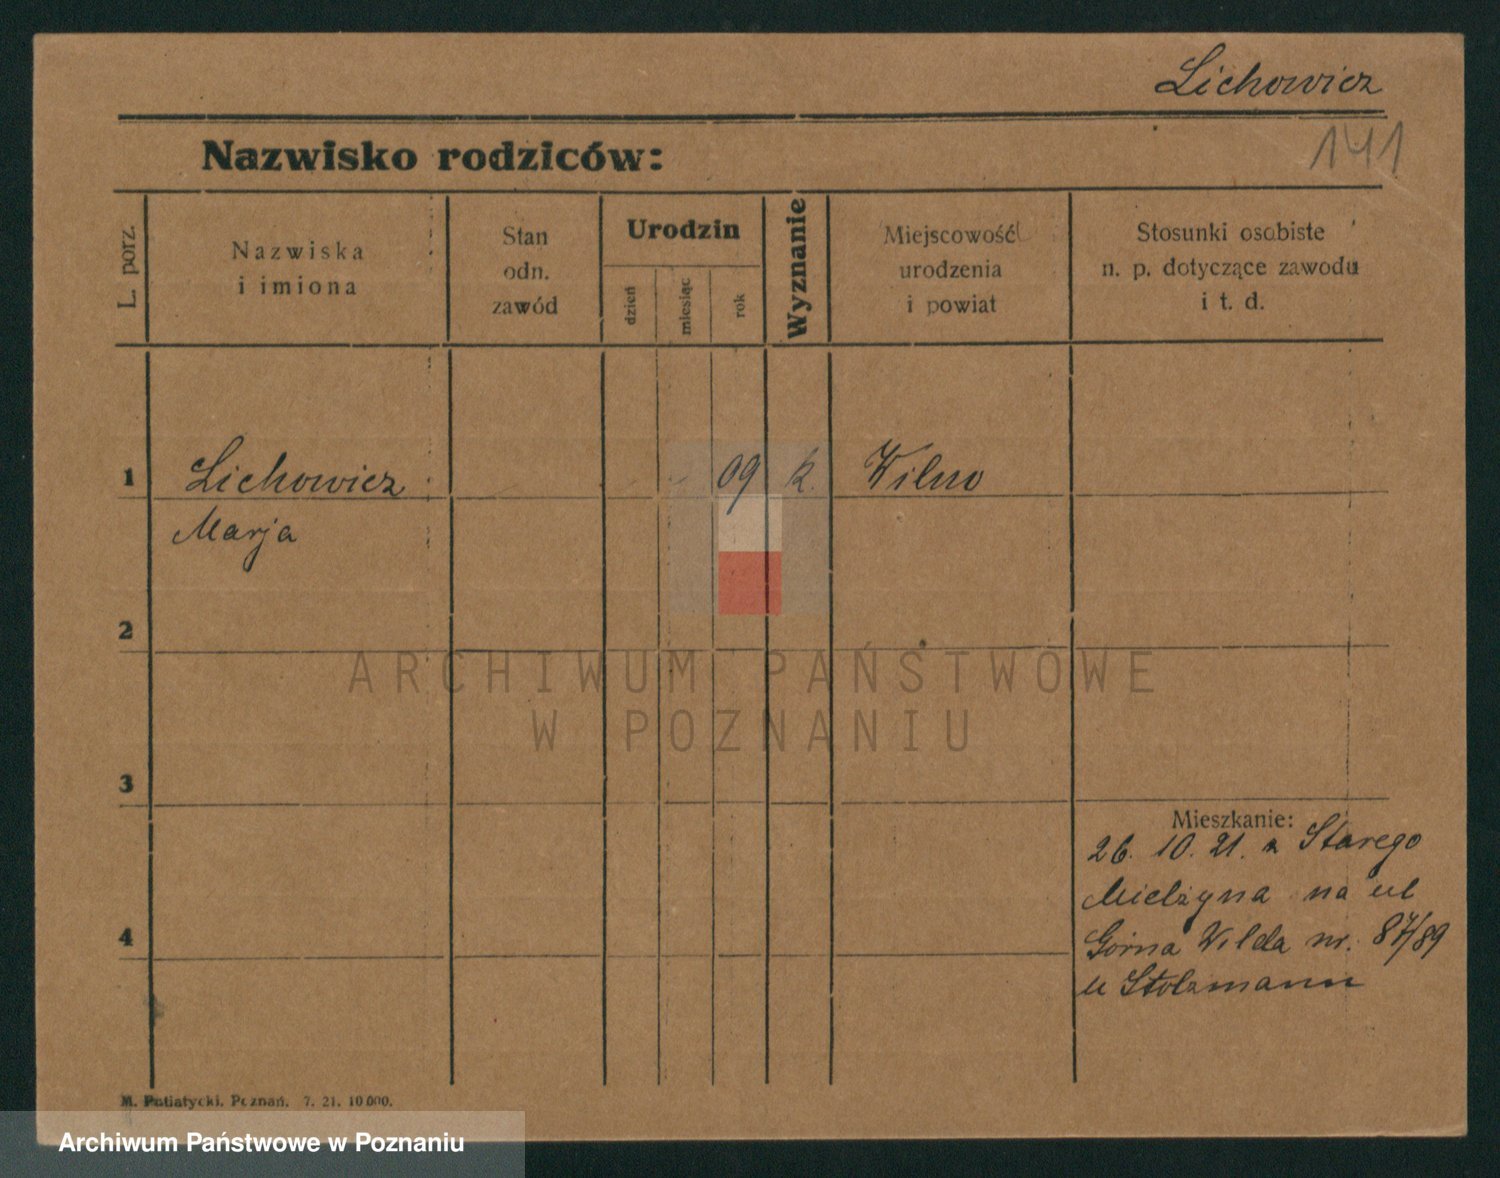 Lichowicz
141
Nazwisko rodziców:
L. porz.
Nazwiska
i imiona
Stan
odn.
zawód
Urodzin
dzień
miesiąc
rok
Wyznanie
Miejscowość
urodzenia
i powiat
Stosunki osobiste
n. p. dotyczące zawodu
i t. d.
1 Lichowicz 09 k. Wilno
Marja
2
ARCHIWUM PAŃSTWOWE
W POZNANIU
3
Mieszkanie:
26. 10. 21. z Starego
Mielżyna na ul
4
Górna Wilda nr. 87/89
u Stolzmann
M. Putiatycki, Poznań. 7. 21. 10 000.
Archiwum Państwowe w Poznaniu